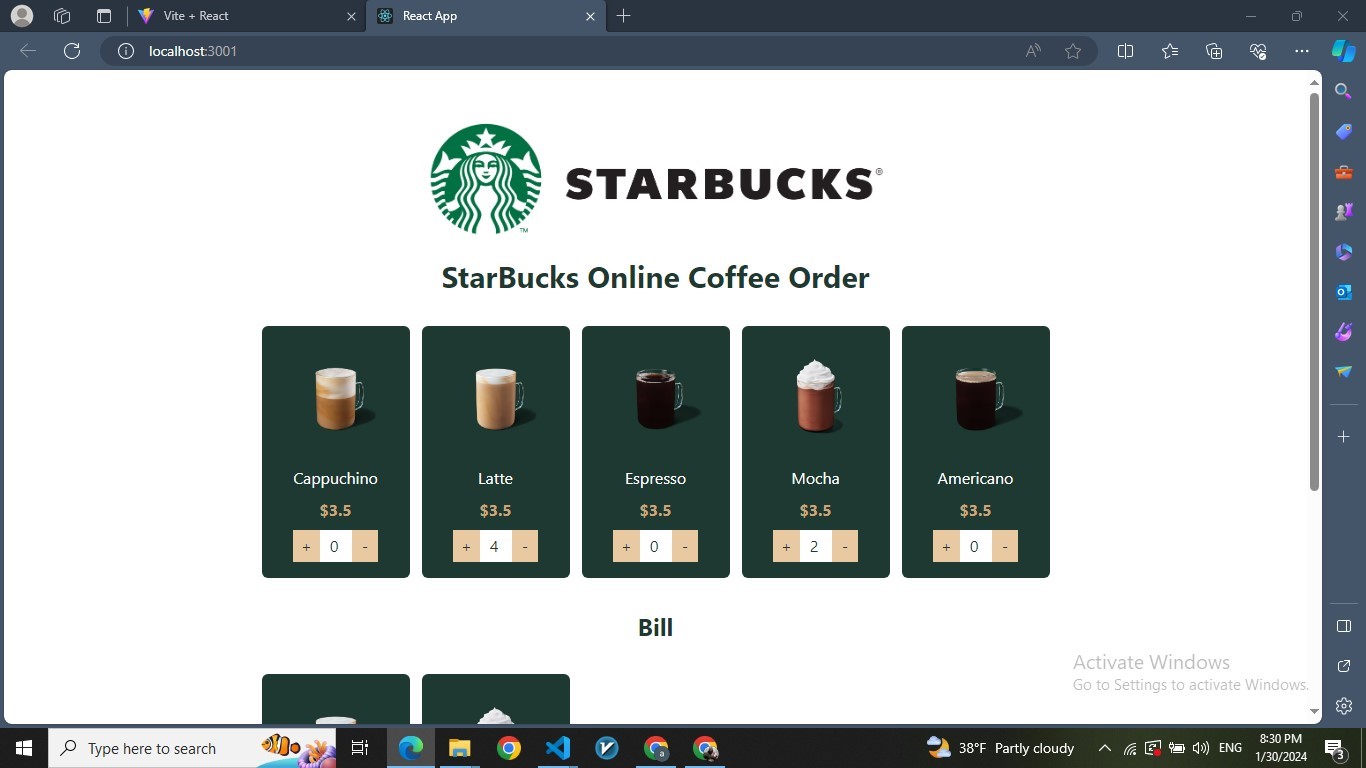 Vite + React
React App
localhost:3001
STARBUCKS®
TM
StarBucks Online Coffee Order
Cappuchino
$3.5
+ 0 -
Latte
$3.5
+ 4 -
Espresso
$3.5
+ 0 -
Mocha
$3.5
+ 2 -
Americano
$3.5
+ 0 -
Bill
Activate Windows
Go to Settings to activate Windows.
Type here to search
38°F Partly cloudy
ENG
8:30 PM
1/30/2024
3